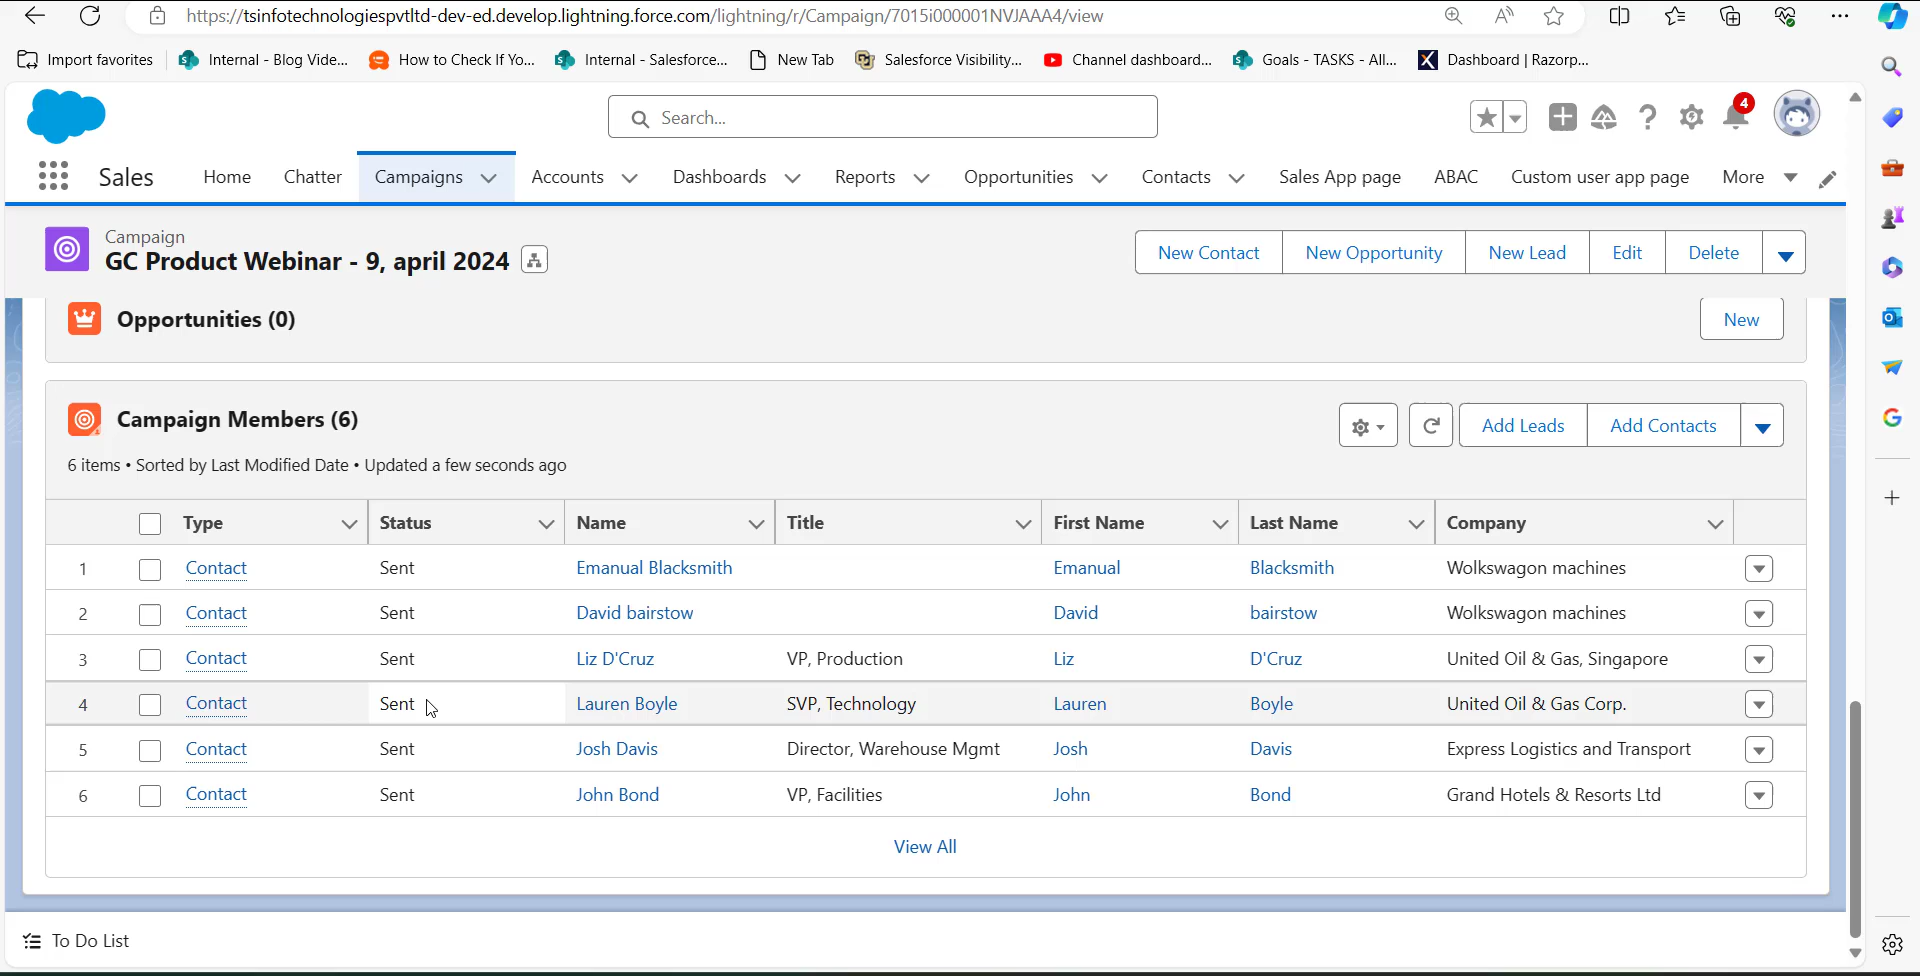 https://tsinfotechnologiespvtltd-dev-ed.develop.lightning.force.com/lightning/r/Campaign/7015i000001NVJAAA4/view
Import favorites Internal - Blog Vide... How to Check If Yo... Internal - Salesforce... New Tab Salesforce Visibility,... Channel dashboard... Goals - TASKS - All... Dashboard | Razorp...
Search... 4
Sales Home Chatter Campaigns Accounts Dashboards Reports Opportunities Contacts Sales App page ABAC Custom user app page More
Campaign
GC Product Webinar - 9, april 2024 New Contact New Opportunity New Lead Edit Delete
Opportunities (0) New
Campaign Members (6) Add Leads Add Contacts
6 items • Sorted by Last Modified Date • Updated a few seconds ago
Type Status Name Title First Name Last Name Company
1 Contact Sent Emanual Blacksmith Emanual Blacksmith Wolkswagon machines
2 Contact Sent David bairstow David bairstow Wolkswagon machines
3 Contact Sent Liz D'Cruz VP, Production Liz D'Cruz United Oil & Gas, Singapore
4 Contact Sent Lauren Boyle SVP, Technology Lauren Boyle United Oil & Gas Corp.
5 Contact Sent Josh Davis Director, Warehouse Mgmt Josh Davis Express Logistics and Transport
6 Contact Sent John Bond VP, Facilities John Bond Grand Hotels & Resorts Ltd
View All
To Do List